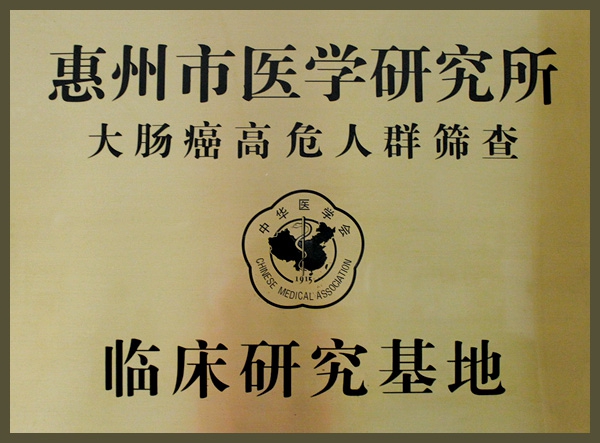 惠州市医学研究所
大肠癌高危人群筛查
中华医学会
1915
CHINESE MEDICAL ASSOCIATION
临床研究基地